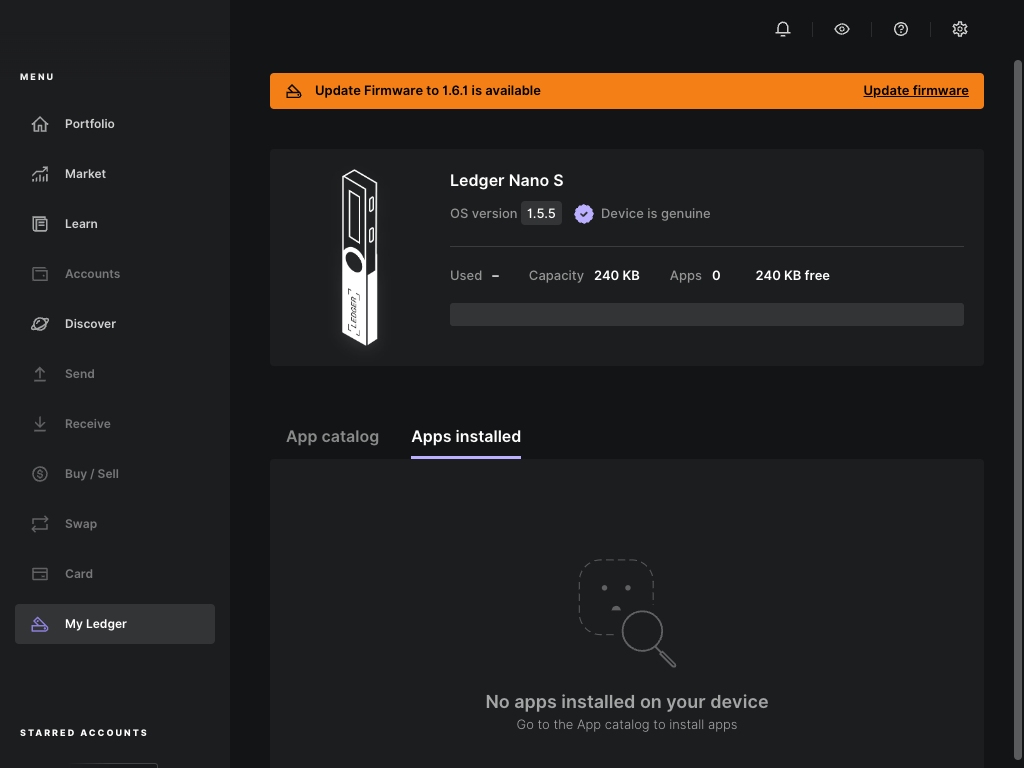 MENU
Portfolio
Market
Learn
Accounts
Discover
Send
Receive
Buy / Sell
Swap
Card
My Ledger
STARRED ACCOUNTS
Update Firmware to 1.6.1 is available
Update firmware
LEDGER
Ledger Nano S
OS version 1.5.5 Device is genuine
Used – Capacity 240 KB Apps 0 240 KB free
App catalog Apps installed
No apps installed on your device
Go to the App catalog to install apps